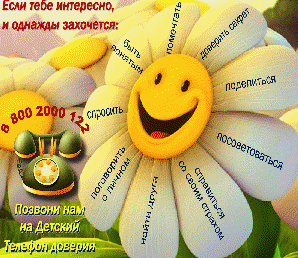 Если тебе интересно,
и однажды захочется:
помечтать
доверить секрет
быть
понятым
поделиться
спросить
8 800 2000 122
посоветоваться
поговорить
о личном
справиться
со своим страхом
найти друга
Позвони нам
на Детский
Телефон доверия